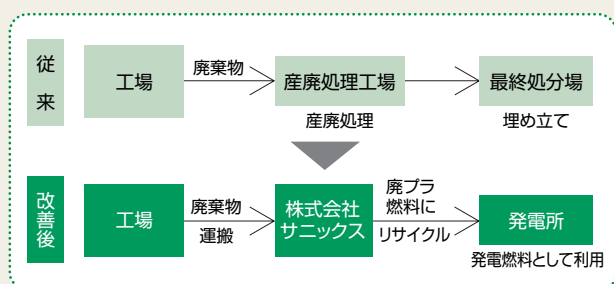 従来
工場
廃棄物
産廃処理工場
産廃処理
最終処分場
埋め立て
改善後
工場
廃棄物
運搬
株式会社
サニックス
廃プラ
燃料に
リサイクル
発電所
発電燃料として利用